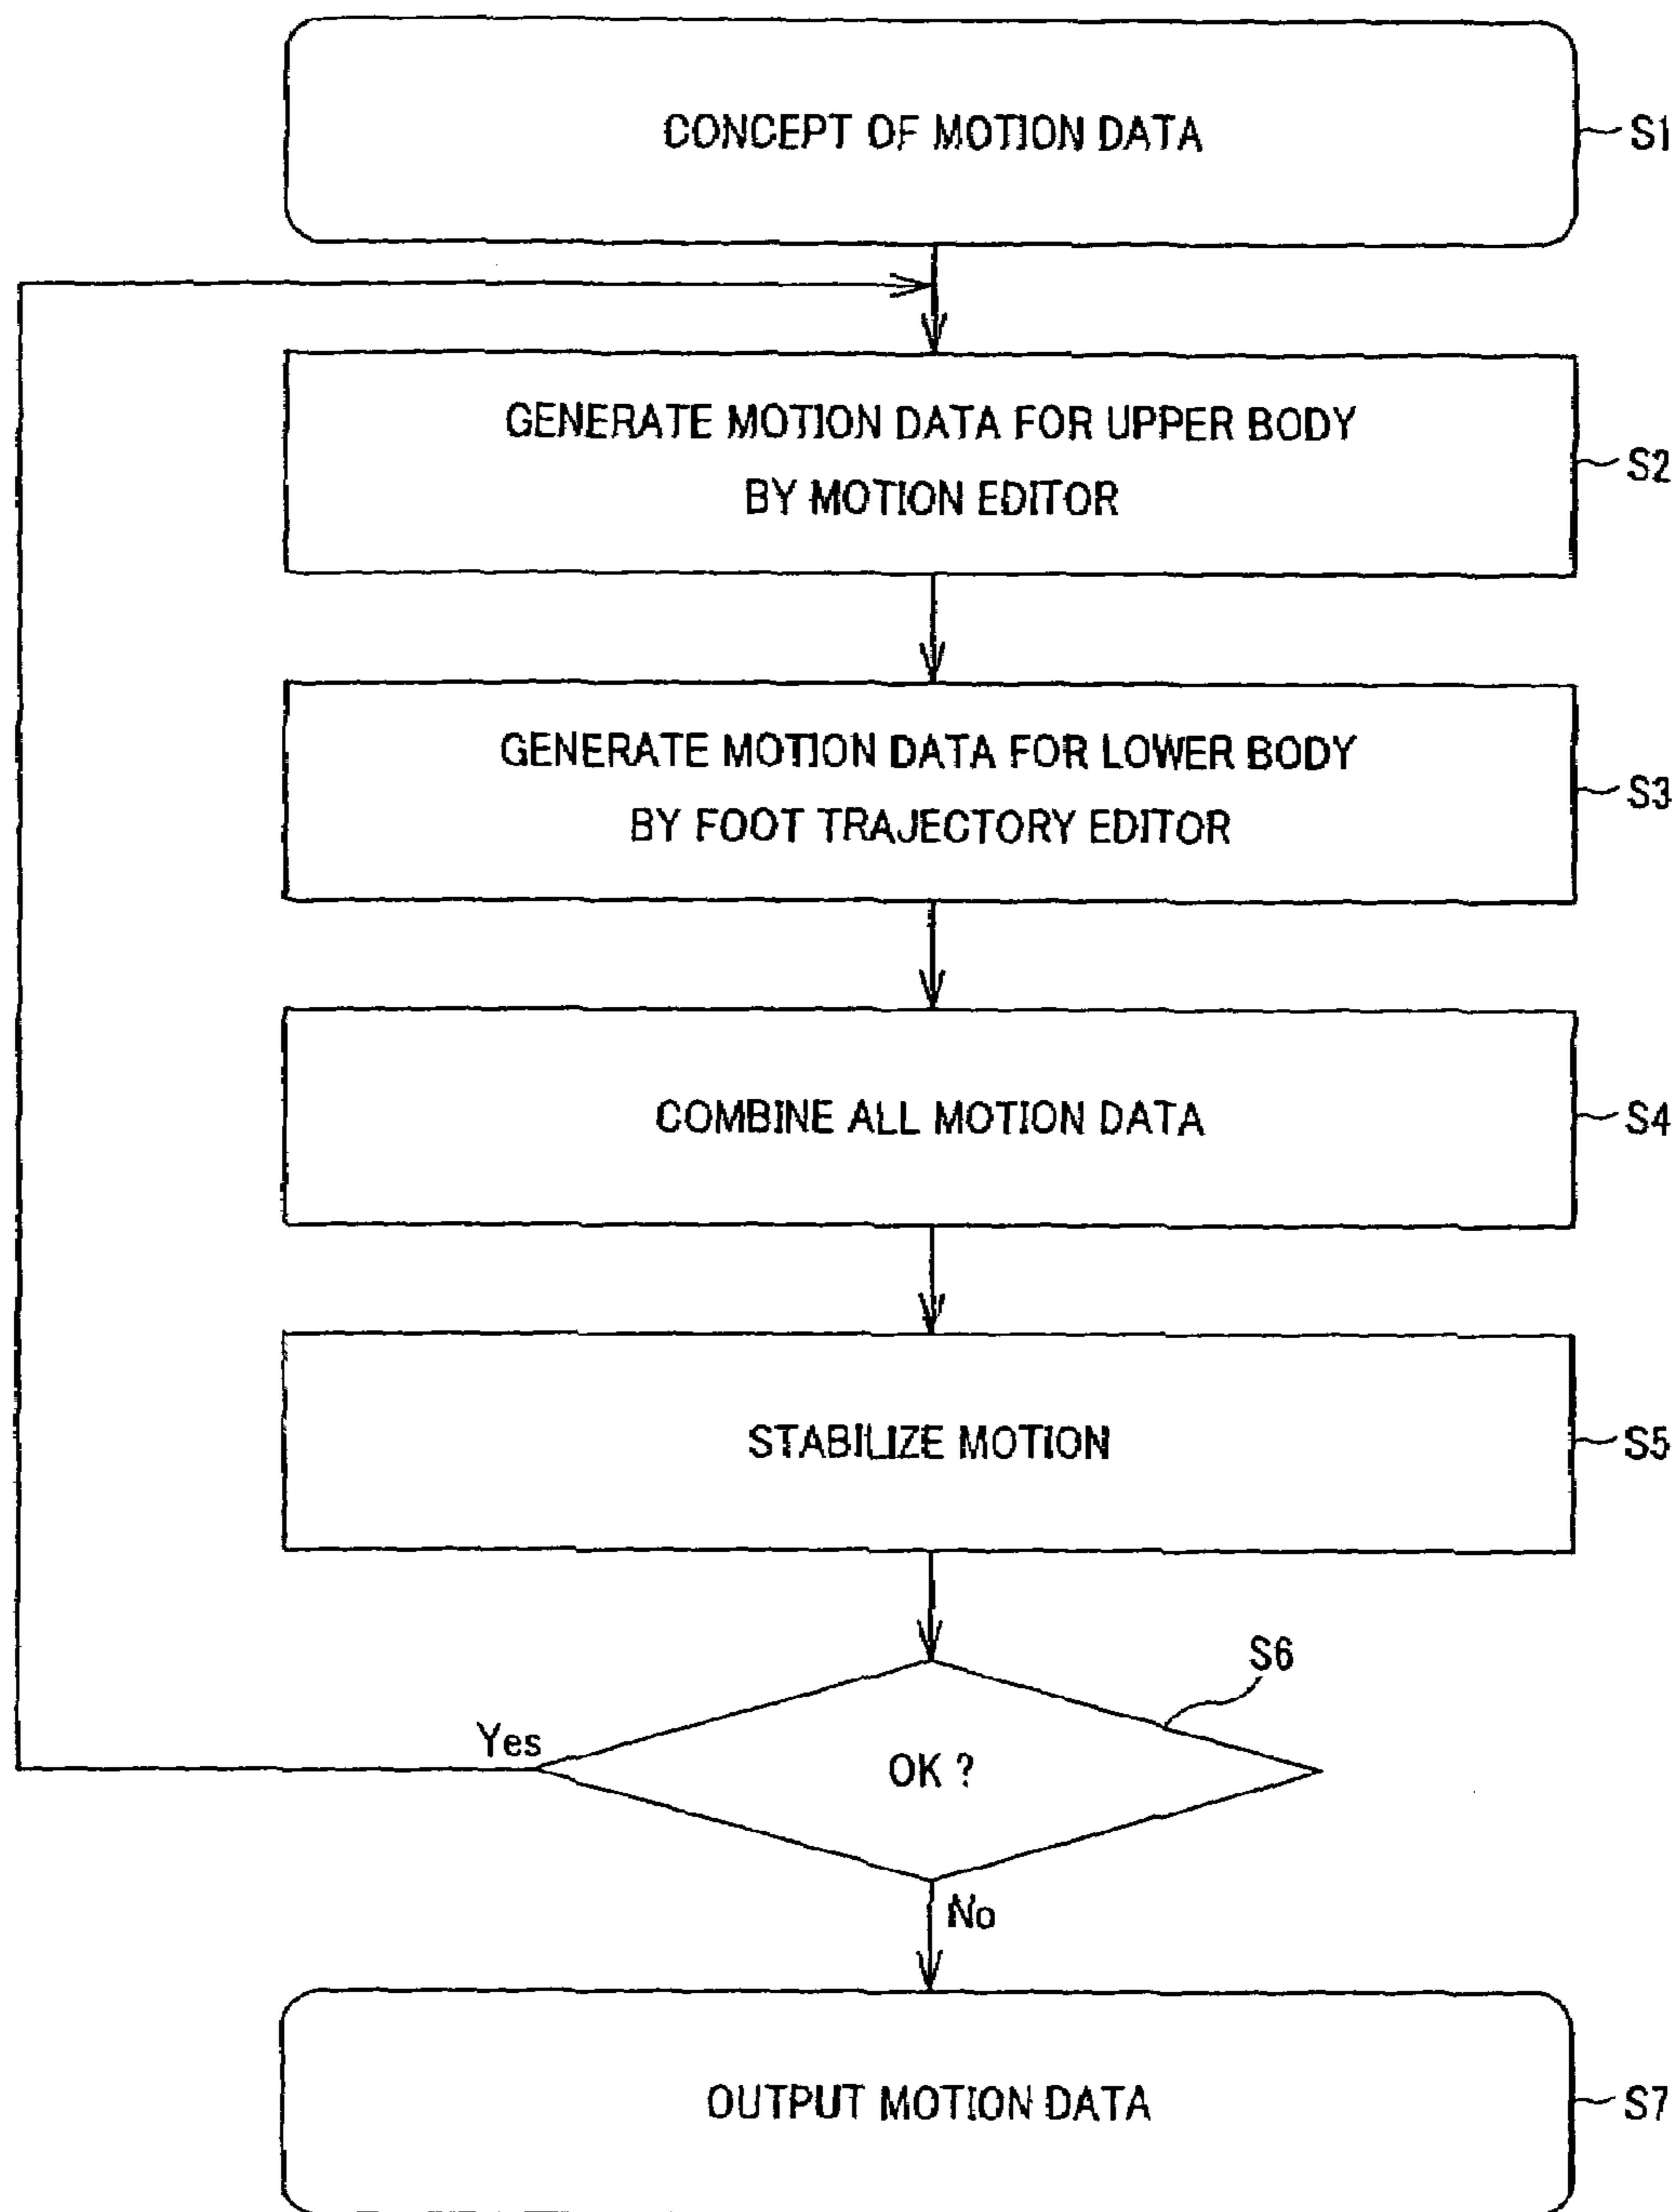 CONCEPT OF MOTION DATA
S1
GENERATE MOTION DATA FOR UPPER BODY
BY MOTION EDITOR
S2
GENERATE MOTION DATA FOR LOWER BODY
BY FOOT TRAJECTORY EDITOR
S3
COMBINE ALL MOTION DATA
S4
STABILIZE MOTION
S5
S6
Yes
OK ?
No
OUTPUT MOTION DATA
S7